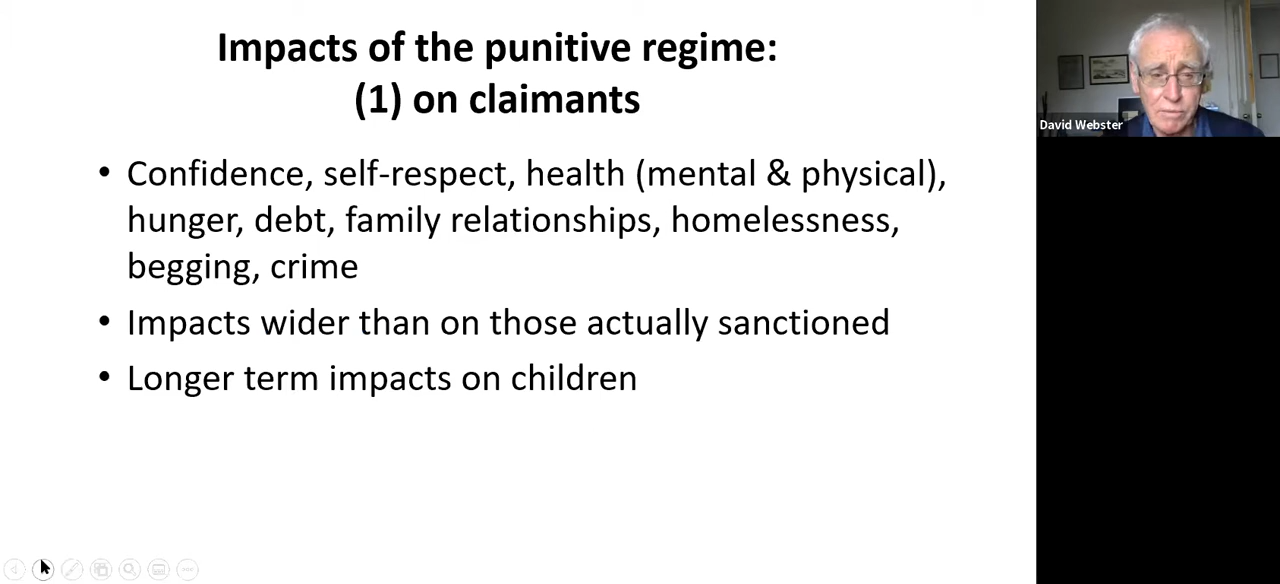 Impacts of the punitive regime:
(1) on claimants
• Confidence, self-respect, health (mental & physical),
hunger, debt, family relationships, homelessness,
begging, crime
• Impacts wider than on those actually sanctioned
• Longer term impacts on children
David Webster